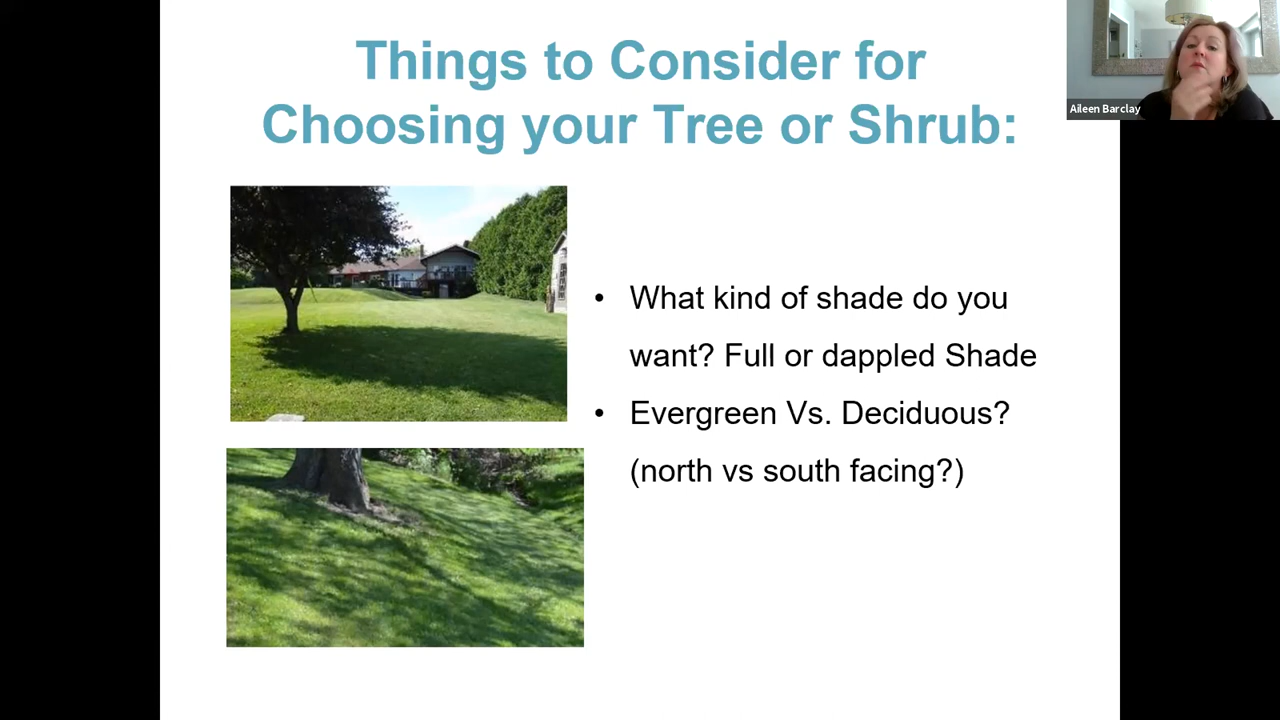 Things to Consider for
Choosing your Tree or Shrub:
Aileen Barclay
• What kind of shade do you
want? Full or dappled Shade
• Evergreen Vs. Deciduous?
(north vs south facing?)